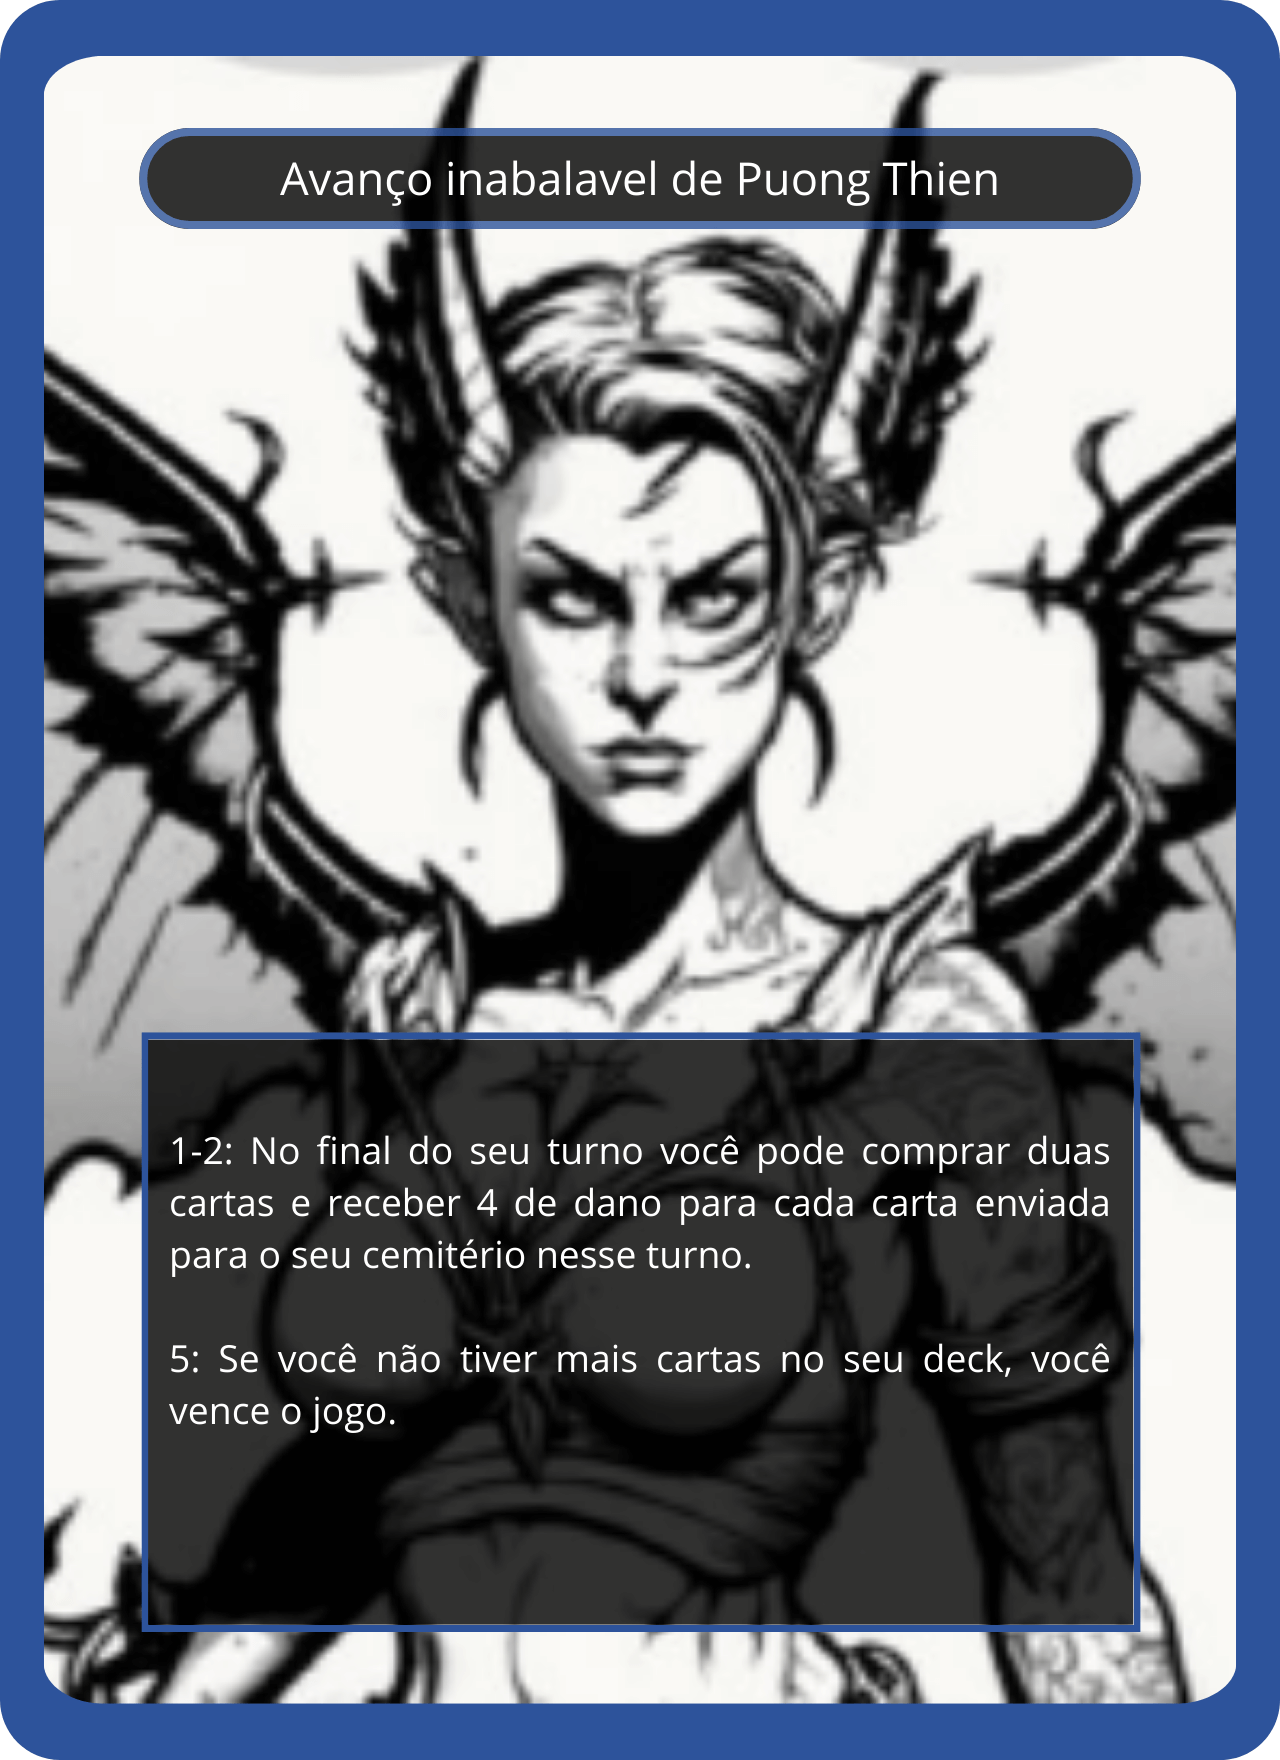 Avanço inabalavel de Puong Thien
1-2: No final do seu turno você pode comprar duas
cartas e receber 4 de dano para cada carta enviada
para o seu cemitério nesse turno.
5: Se você não tiver mais cartas no seu deck, você
vence o jogo.